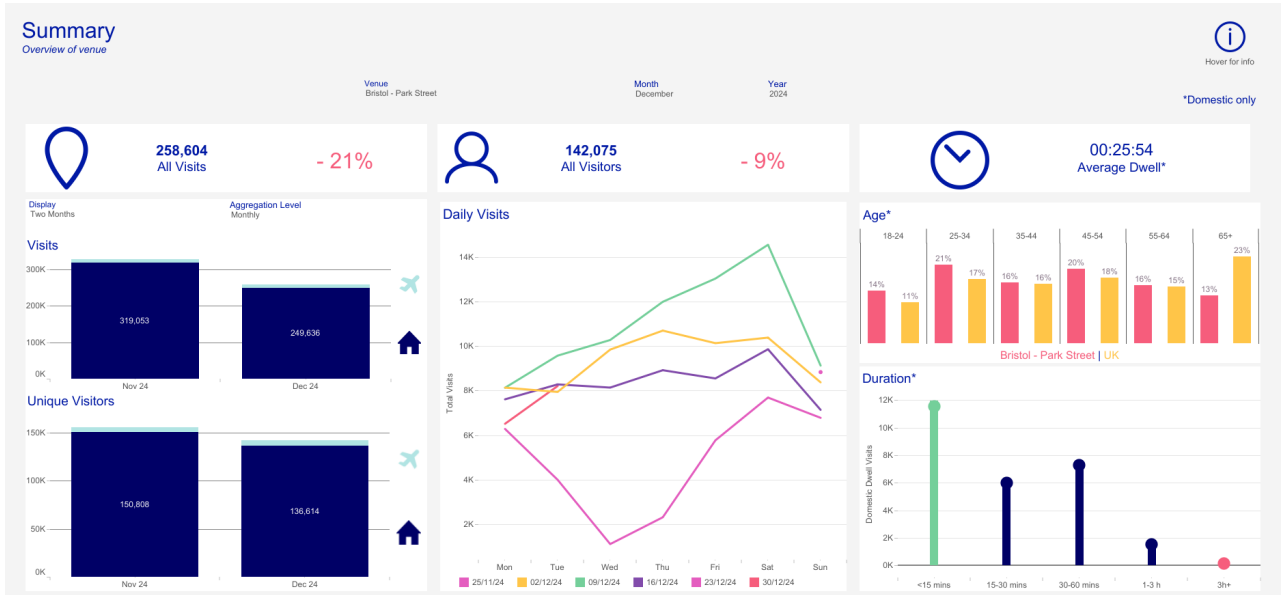 Summary
Overview of venue
Hover for info
Venue
Bristol - Park Street
Month
December
Year
2024
*Domestic only
258,604
All Visits
- 21%
142,075
All Visitors
- 9%
00:25:54
Average Dwell*
Display
Two Months
Aggregation Level
Monthly
Visits
300K
200K
100K
0K
319,053
249,636
Nov 24
Dec 24
Unique Visitors
150K
100K
50K
0K
150,808
136,614
Nov 24
Dec 24
Daily Visits
Total Visits
14K
12K
10K
8K
6K
4K
2K
Mon Tue Wed Thu Fri Sat Sun
25/11/24 02/12/24 09/12/24 16/12/24 23/12/24 30/12/24
Age*
18-24 25-34 35-44 45-54 55-64 65+
14% 11% 21% 17% 16% 16% 20% 18% 16% 15% 13% 23%
Bristol - Park Street | UK
Duration*
Domestic Dwell Visits
12K
10K
8K
6K
4K
2K
0K
<15 mins 15-30 mins 30-60 mins 1-3 h 3h+